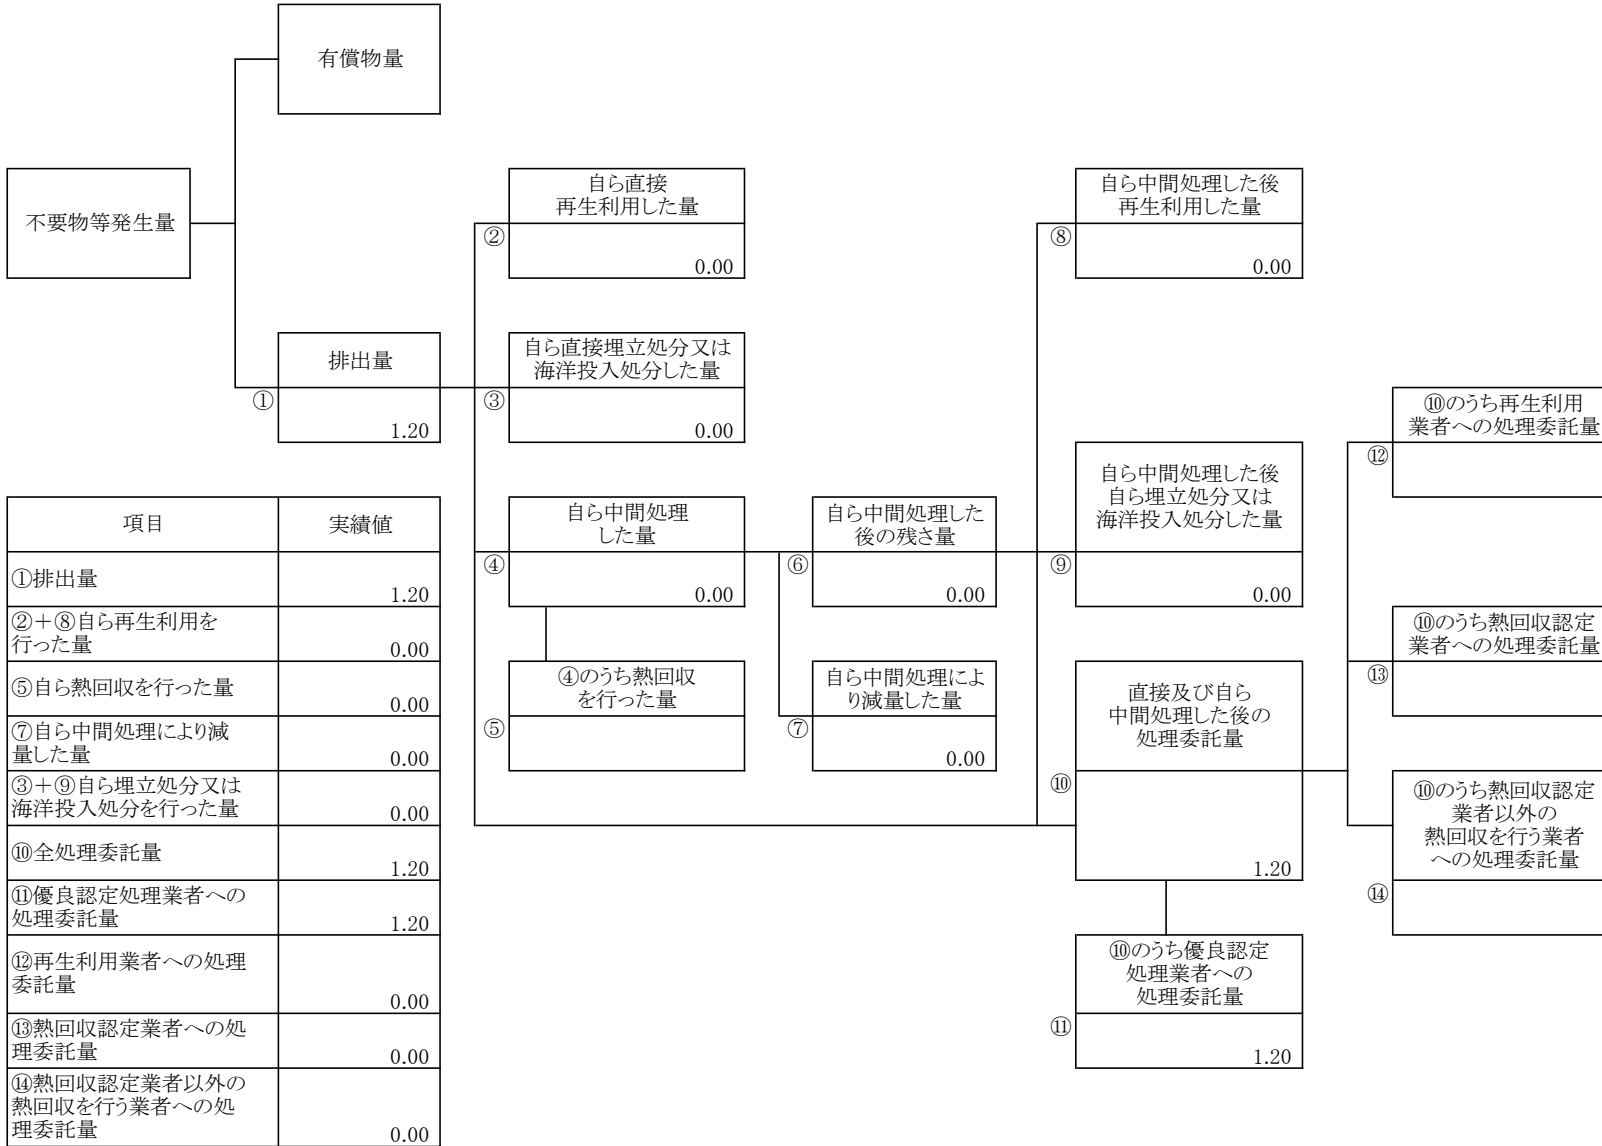 有償物量
不要物等発生量
自ら直接
再生利用した量
②
0.00
自ら中間処理した後
再生利用した量
⑧
0.00
排出量
①
1.20
自ら直接埋立処分又は
海洋投入処分した量
③
0.00
⑩のうち再生利用
業者への処理委託量
⑫
自ら中間処理
した量
④
0.00
自ら中間処理した
後の残さ量
⑥
0.00
自ら中間処理した後
自ら埋立処分又は
海洋投入処分した量
⑨
0.00
⑩のうち熱回収認定
業者への処理委託量
⑬
④のうち熱回収
を行った量
⑤
自ら中間処理によ
り減量した量
⑦
0.00
直接及び自ら
中間処理した後の
処理委託量
⑩
1.20
⑩のうち熱回収認定
業者以外の
熱回収を行う業者
への処理委託量
⑭
⑩のうち優良認定
処理業者への
処理委託量
⑪
1.20
項目 実績値
①排出量
1.20
②＋⑧自ら再生利用を
行った量
0.00
⑤自ら熱回収を行った量
0.00
⑦自ら中間処理により減
量した量
0.00
③＋⑨自ら埋立処分又は
海洋投入処分を行った量
0.00
⑩全処理委託量
1.20
⑪優良認定処理業者への
処理委託量
1.20
⑫再生利用業者への処理
委託量
0.00
⑬熱回収認定業者への処
理委託量
0.00
⑭熱回収認定業者以外の
熱回収を行う業者への処
理委託量
0.00